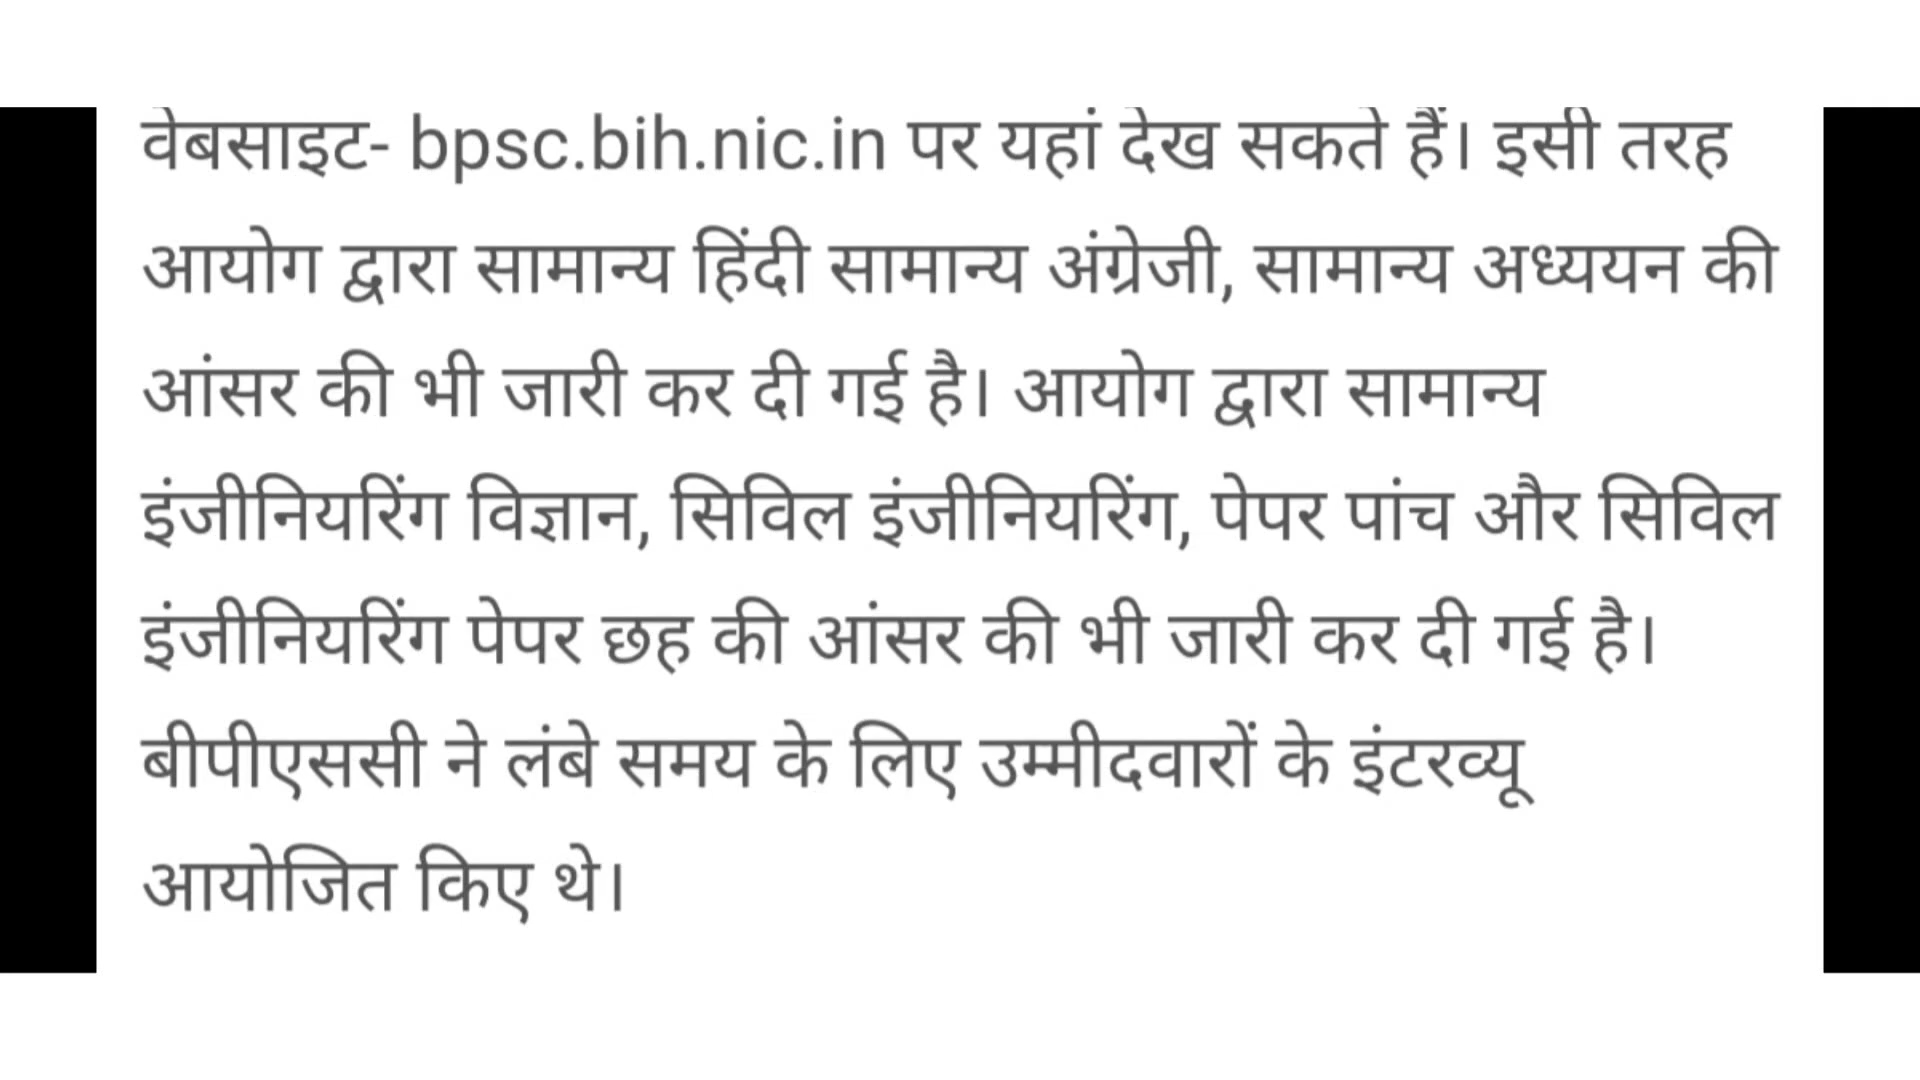 वेबसाइट- bpsc.bih.nic.in पर यहां देख सकते हैं। इसी तरह
आयोग द्वारा सामान्य हिंदी सामान्य अंग्रेजी, सामान्य अध्ययन की
आंसर की भी जारी कर दी गई है। आयोग द्वारा सामान्य
इंजीनियरिंग विज्ञान, सिविल इंजीनियरिंग, पेपर पांच और सिविल
इंजीनियरिंग पेपर छह की आंसर की भी जारी कर दी गई है।
बीपीएससी ने लंबे समय के लिए उम्मीदवारों के इंटरव्यू
आयोजित किए थे।